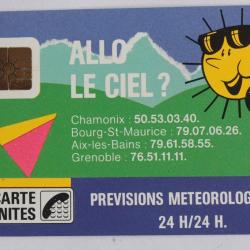 ALLO
LE CIEL ?
Chamonix : 50.53.03.40.
Bourg-St-Maurice : 79.07.06.26.
Aix-les-Bains : 79.61.58.55.
Grenoble : 76.51.11.11.
CARTE
NITES
PREVISIONS METEOROLOG
24 H/24 H.